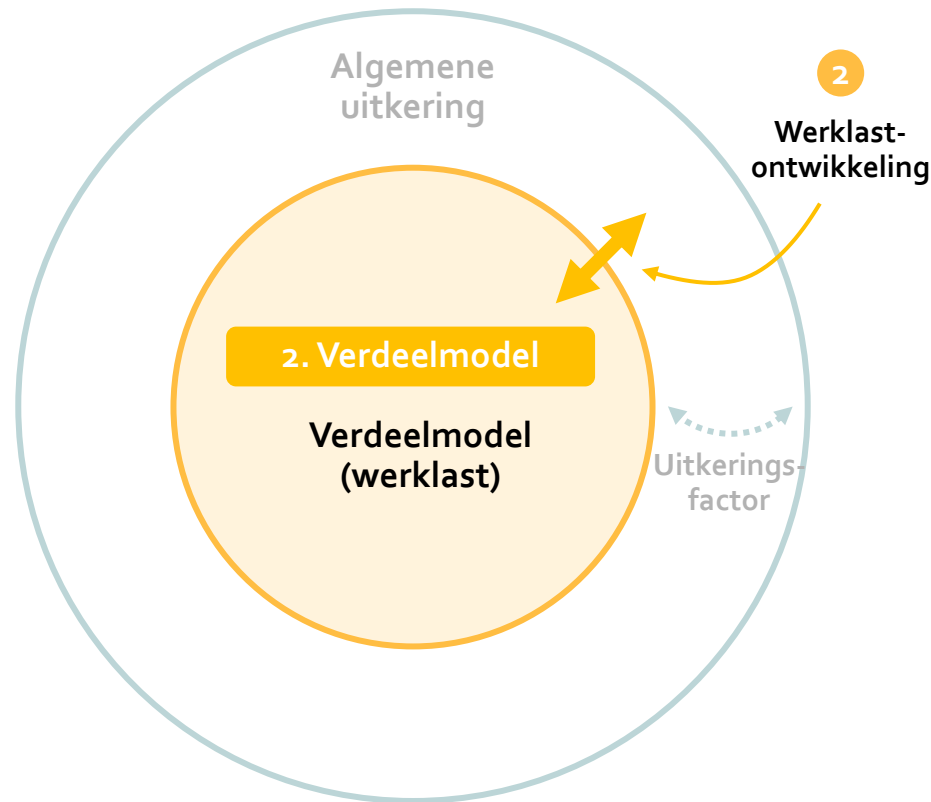 Algemene
uitkering
2
Werklast-
ontwikkeling
2. Verdeelmodel
Verdeelmodel
(werklast)
Uitkerings-
factor